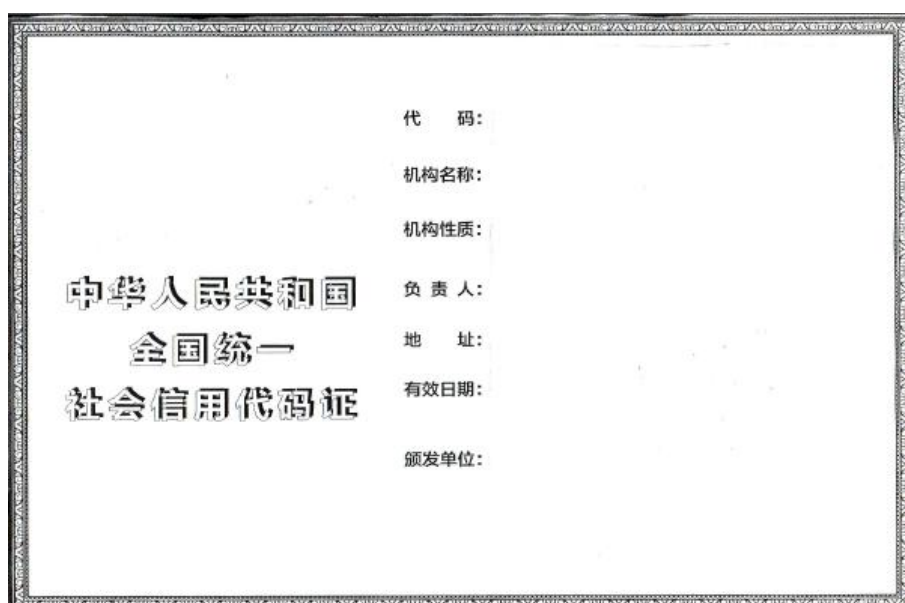 中华人民共和国
全国统一
社会信用代码证
代　码：
机构名称：
机构性质：
负 责 人：
地　址：
有效日期：
颁发单位：